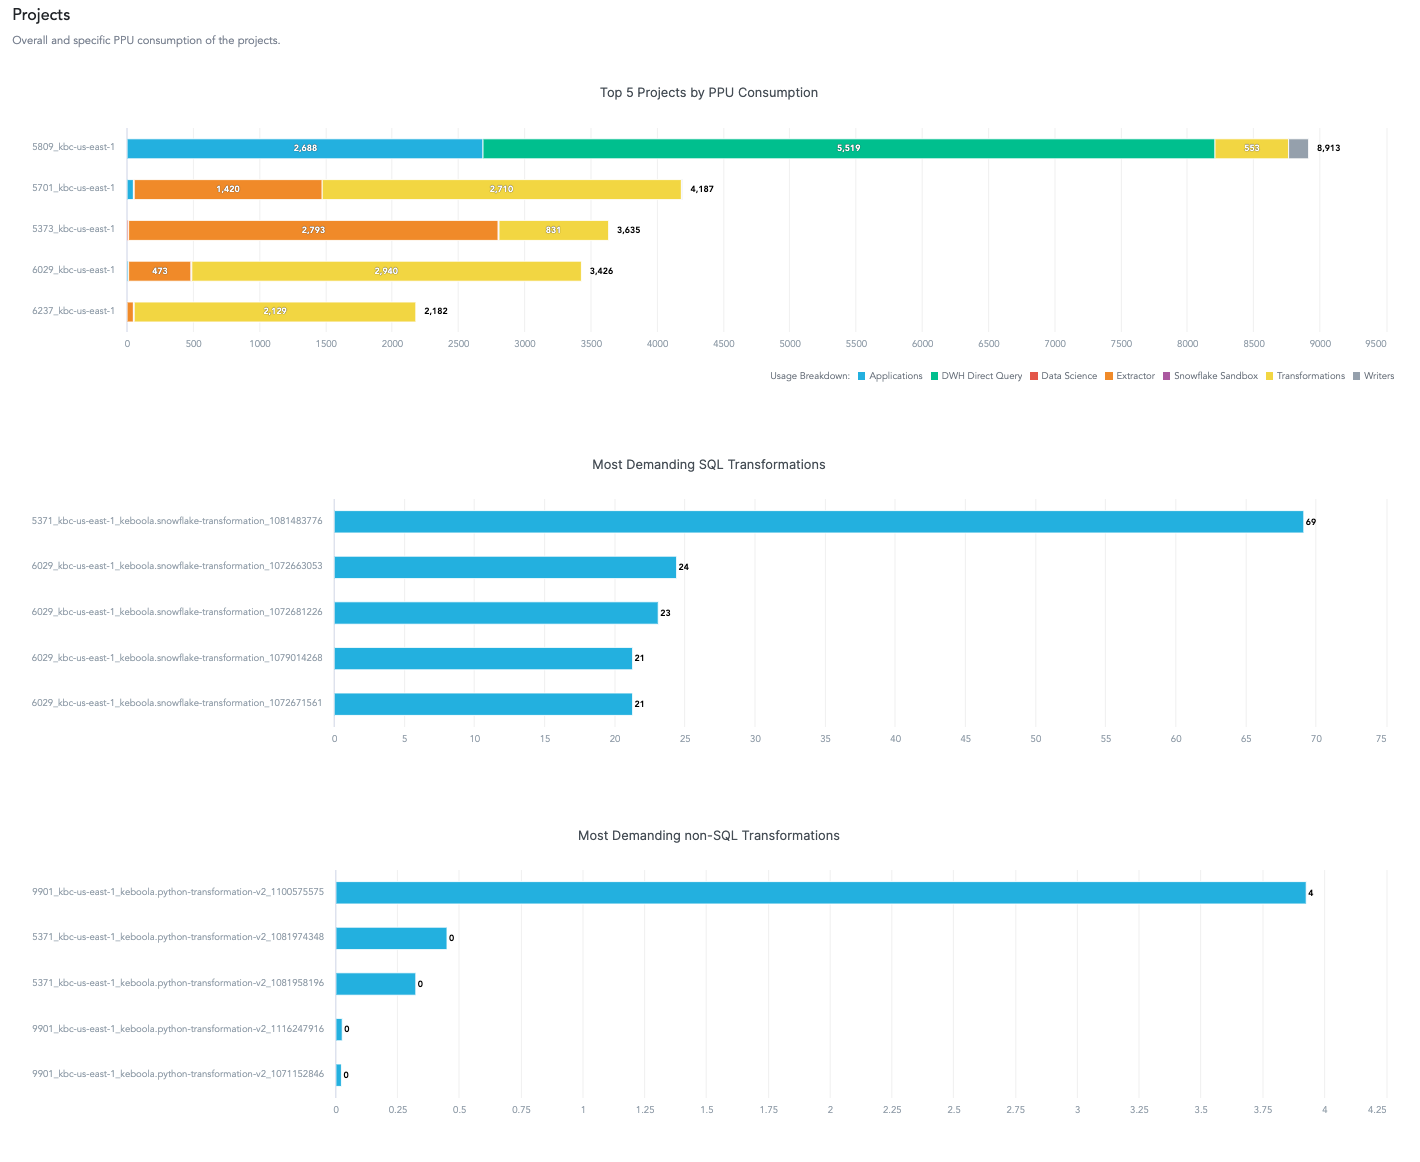 Projects
Overall and specific PPU consumption of the projects.
Top 5 Projects by PPU Consumption
5809_kbc-us-east-1 2,688 5,519 553 8,913
5701_kbc-us-east-1 1,420 2,710 4,187
5373_kbc-us-east-1 2,793 831 3,635
6029_kbc-us-east-1 473 2,940 3,426
6237_kbc-us-east-1 2,129 2,182
0 500 1000 1500 2000 2500 3000 3500 4000 4500 5000 5500 6000 6500 7000 7500 8000 8500 9000 9500
Usage Breakdown: Applications DWH Direct Query Data Science Extractor Snowflake Sandbox Transformations Writers
Most Demanding SQL Transformations
5371_kbc-us-east-1_keboola.snowflake-transformation_1081483776 69
6029_kbc-us-east-1_keboola.snowflake-transformation_1072663053 24
6029_kbc-us-east-1_keboola.snowflake-transformation_1072681226 23
6029_kbc-us-east-1_keboola.snowflake-transformation_1079014268 21
6029_kbc-us-east-1_keboola.snowflake-transformation_1072671561 21
0 5 10 15 20 25 30 35 40 45 50 55 60 65 70 75
Most Demanding non-SQL Transformations
9901_kbc-us-east-1_keboola.python-transformation-v2_1100575575 4
5371_kbc-us-east-1_keboola.python-transformation-v2_1081974348 0
5371_kbc-us-east-1_keboola.python-transformation-v2_1081958196 0
9901_kbc-us-east-1_keboola.python-transformation-v2_1116247916 0
9901_kbc-us-east-1_keboola.python-transformation-v2_1071152846 0
0 0.25 0.5 0.75 1 1.25 1.5 1.75 2 2.25 2.5 2.75 3 3.25 3.5 3.75 4 4.25